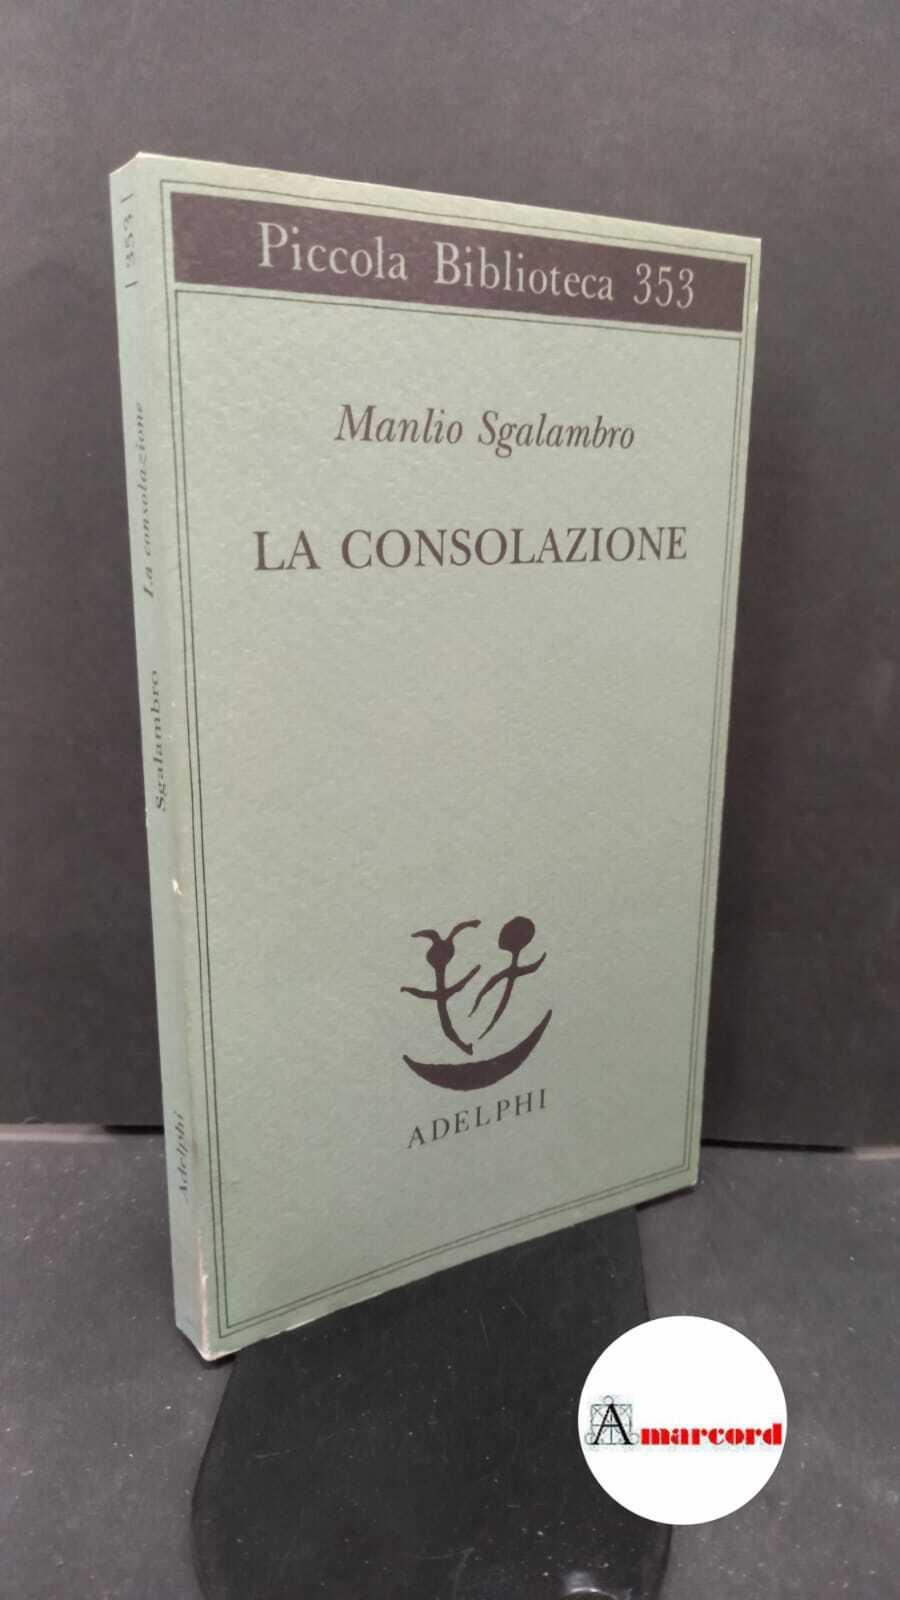 Piccola Biblioteca 353
Manlio Sgalambro
LA CONSOLAZIONE
ADELPHI
| 353 |
La consolazione
Sgalambro
Adelphi
Amarcord